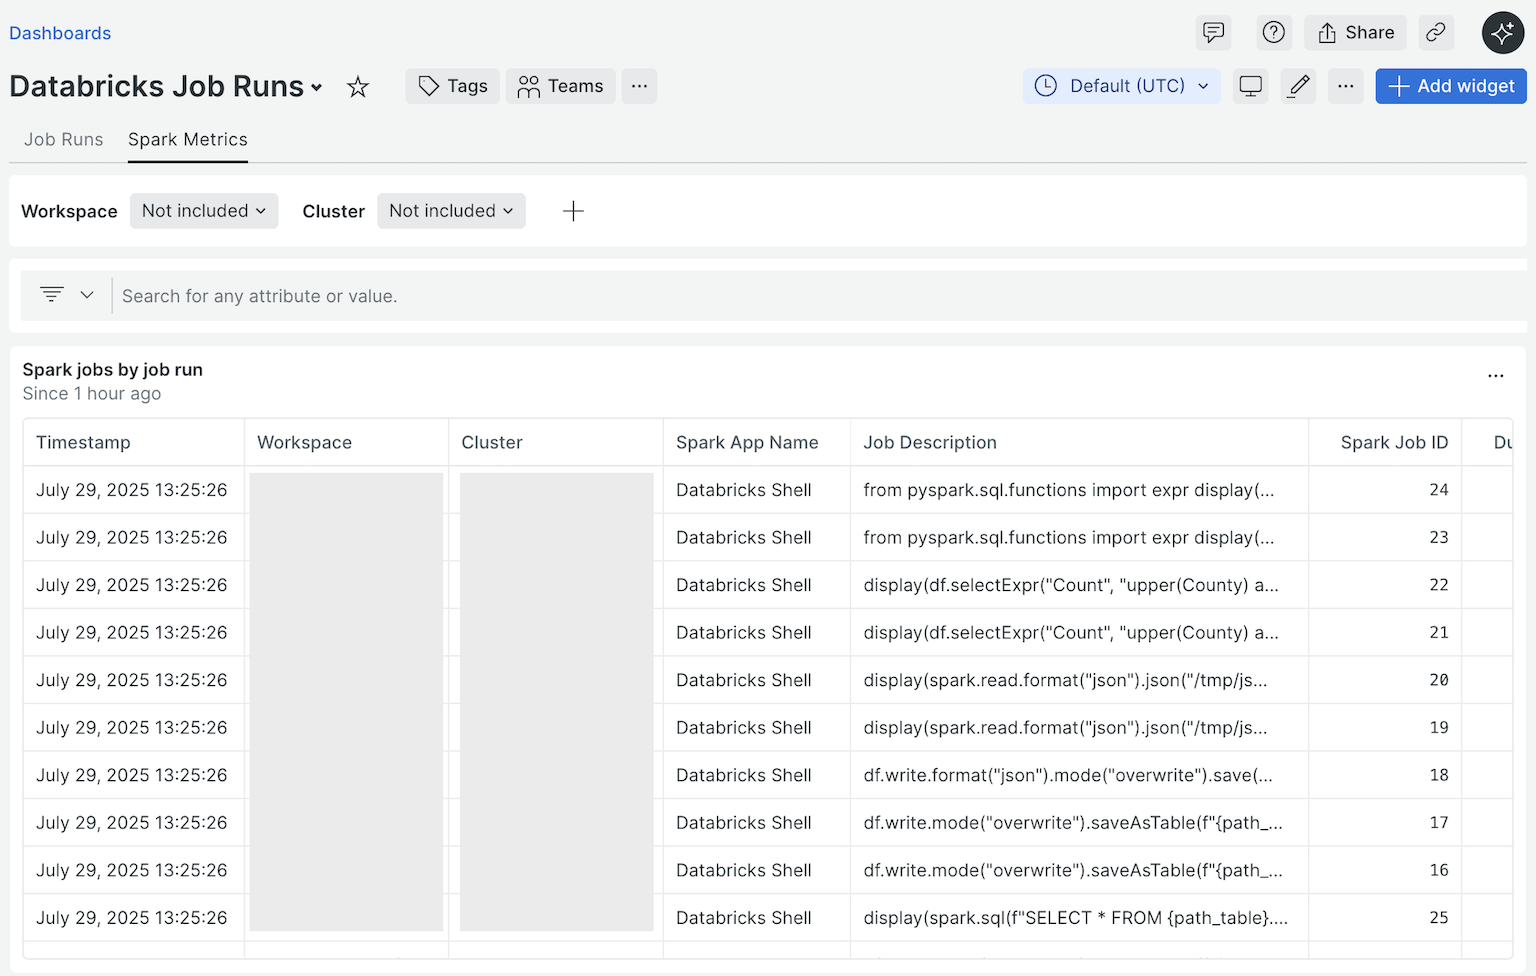 Dashboards
Share
Databricks Job Runs
Tags
Teams
Default (UTC)
Add widget
Job Runs
Spark Metrics
Workspace
Not included
Cluster
Not included
Search for any attribute or value.
Spark jobs by job run
Since 1 hour ago
Timestamp Workspace Cluster Spark App Name Job Description Spark Job ID Du
July 29, 2025 13:25:26 Databricks Shell from pyspark.sql.functions import expr display(... 24
July 29, 2025 13:25:26 Databricks Shell from pyspark.sql.functions import expr display(... 23
July 29, 2025 13:25:26 Databricks Shell display(df.selectExpr("Count", "upper(County) a... 22
July 29, 2025 13:25:26 Databricks Shell display(df.selectExpr("Count", "upper(County) a... 21
July 29, 2025 13:25:26 Databricks Shell display(spark.read.format("json").json("/tmp/js... 20
July 29, 2025 13:25:26 Databricks Shell display(spark.read.format("json").json("/tmp/js... 19
July 29, 2025 13:25:26 Databricks Shell df.write.format("json").mode("overwrite").save(... 18
July 29, 2025 13:25:26 Databricks Shell df.write.mode("overwrite").saveAsTable(f"{path_... 17
July 29, 2025 13:25:26 Databricks Shell df.write.mode("overwrite").saveAsTable(f"{path_... 16
July 29, 2025 13:25:26 Databricks Shell display(spark.sql(f"SELECT * FROM {path_table}.... 25